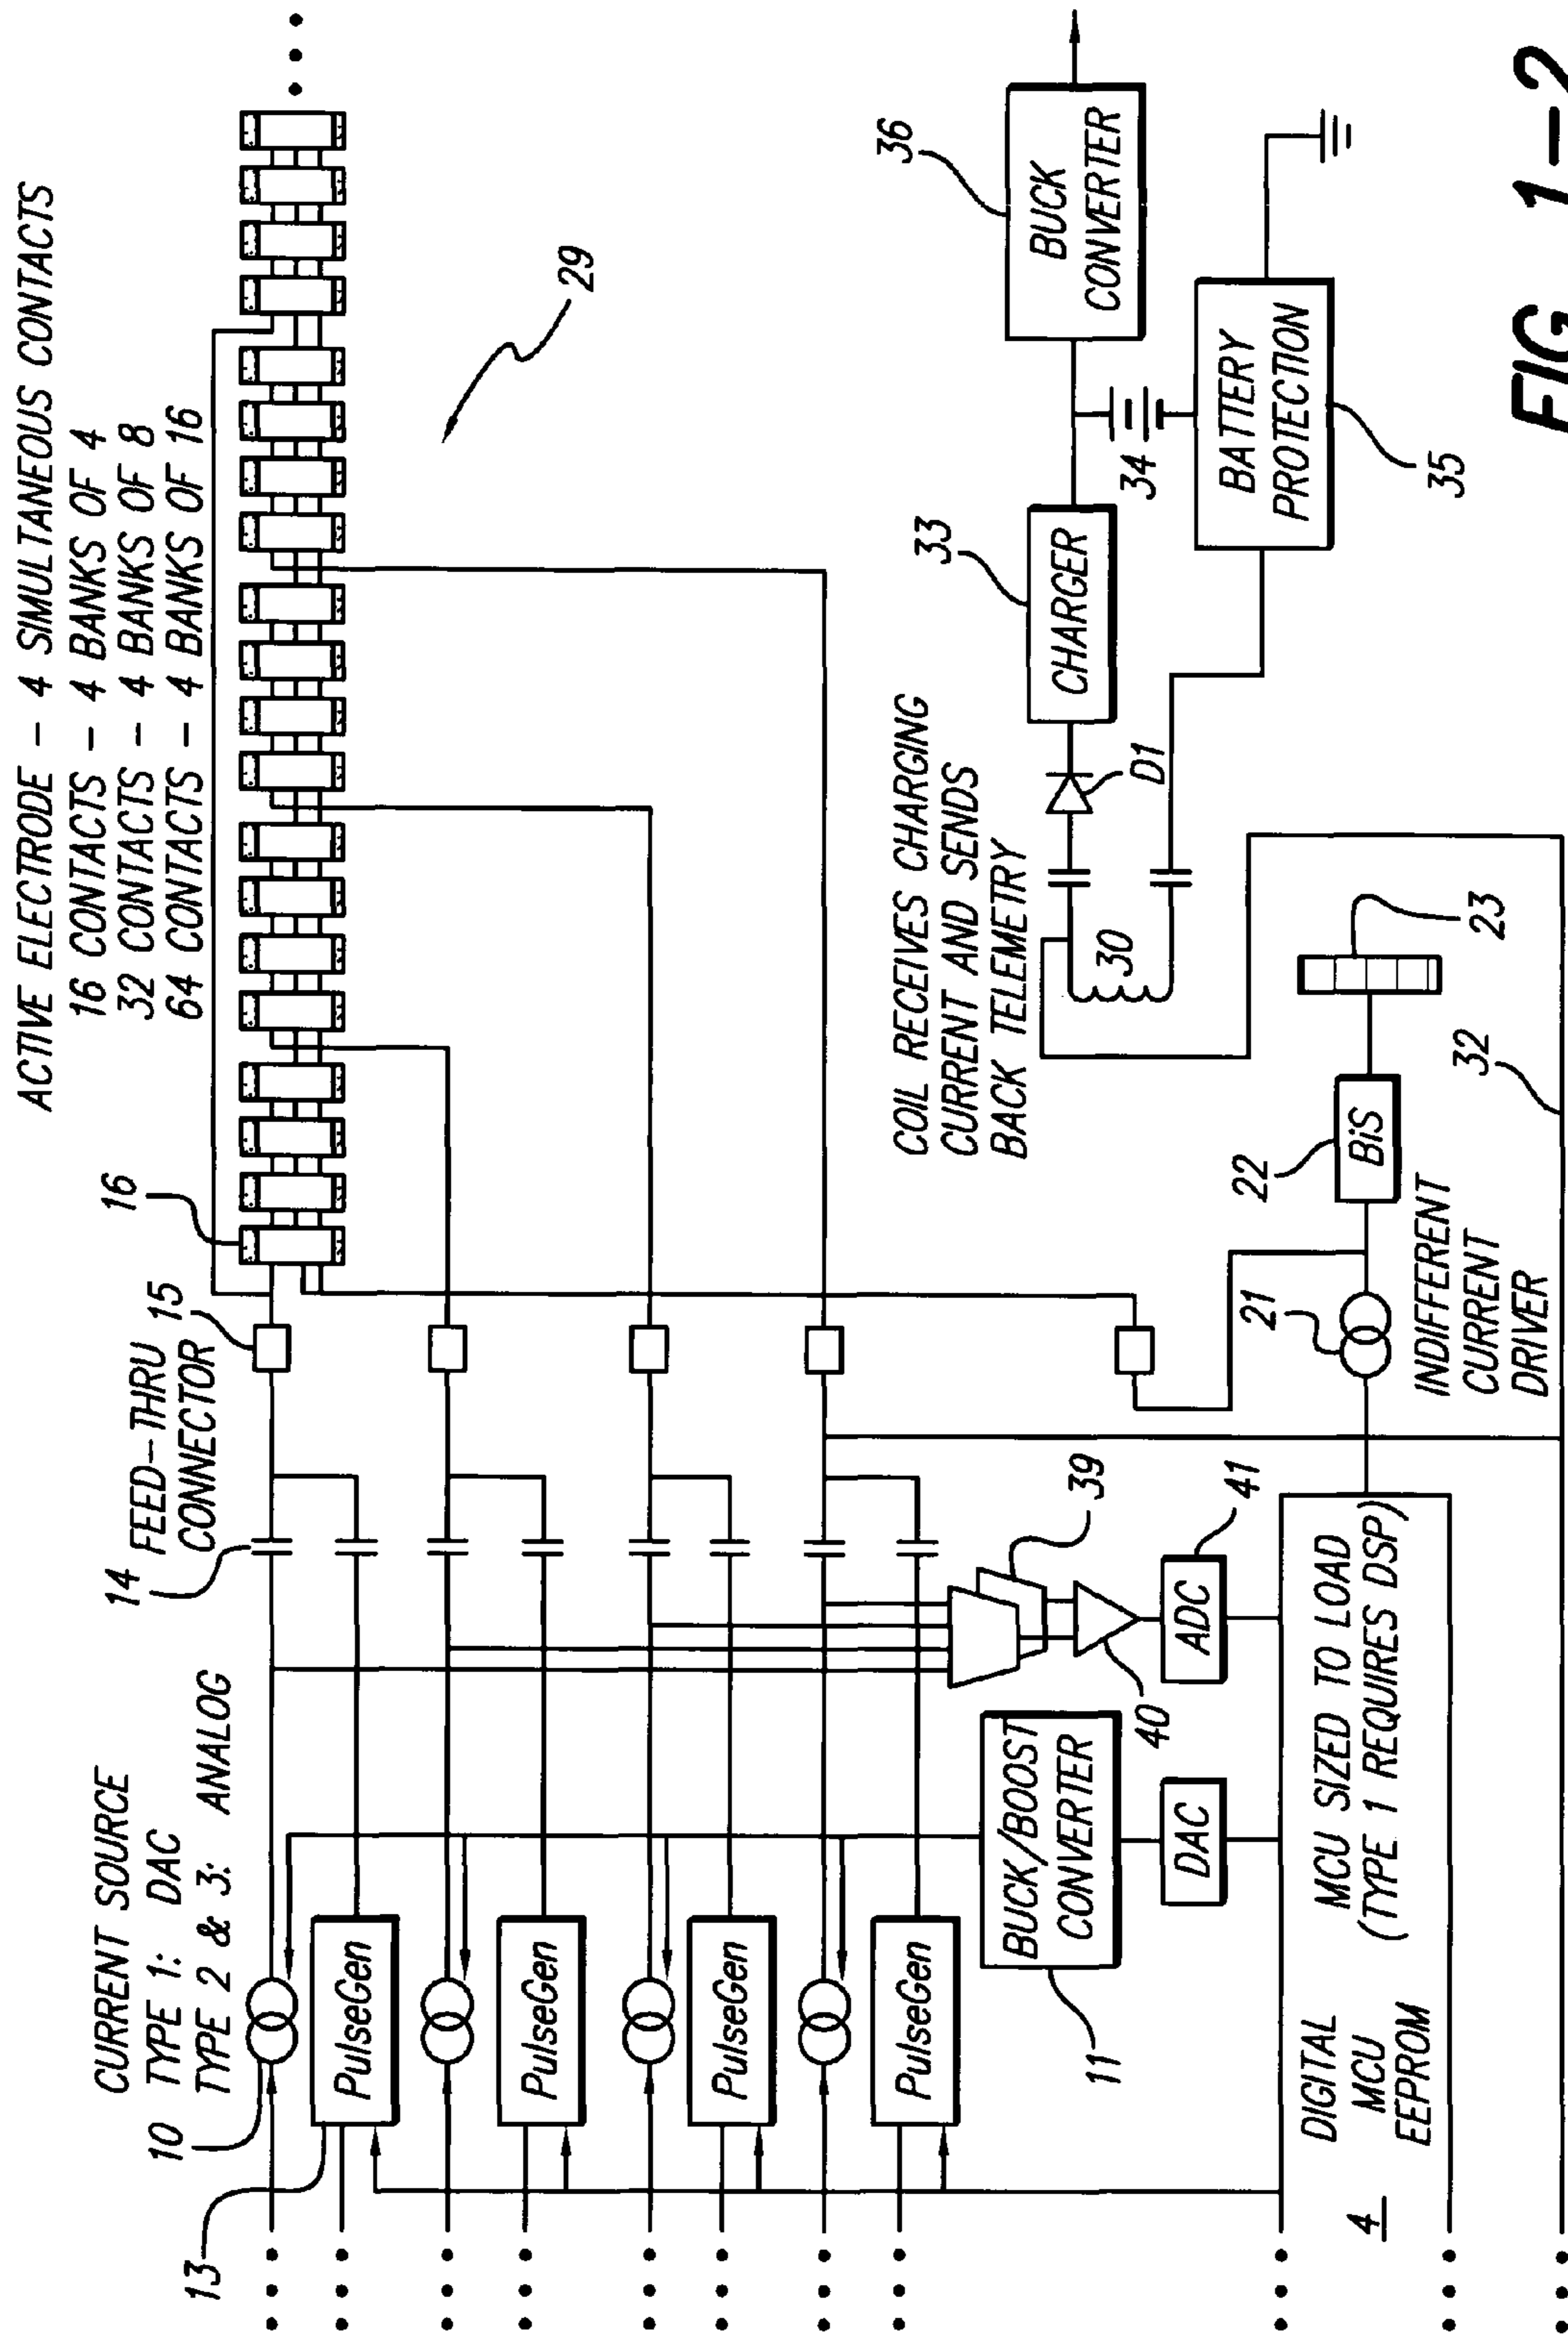 ACTIVE ELECTRODE – 4 SIMULTANEOUS CONTACTS
16 CONTACTS – 4 BANKS OF 4
32 CONTACTS – 4 BANKS OF 8
64 CONTACTS – 4 BANKS OF 16
CURRENT SOURCE
TYPE 1: DAC
TYPE 2 & 3: ANALOG
10
14
FEED–THRU
CONNECTOR
15
16
29
13
PulseGen
PulseGen
PulseGen
PulseGen
BUCK/BOOST
CONVERTER
11
DAC
39
40
ADC
41
COIL RECEIVES CHARGING
CURRENT AND SENDS
BACK TELEMETRY
30
D1
CHARGER
33
34
BUCK
CONVERTER
36
BATTERY
PROTECTION
35
DIGITAL
MCU
EEPROM
4
MCU SIZED TO LOAD
(TYPE 1 REQUIRES DSP)
21
INDIFFERENT
CURRENT
DRIVER
22
BiS
23
32
FIG. 1–2